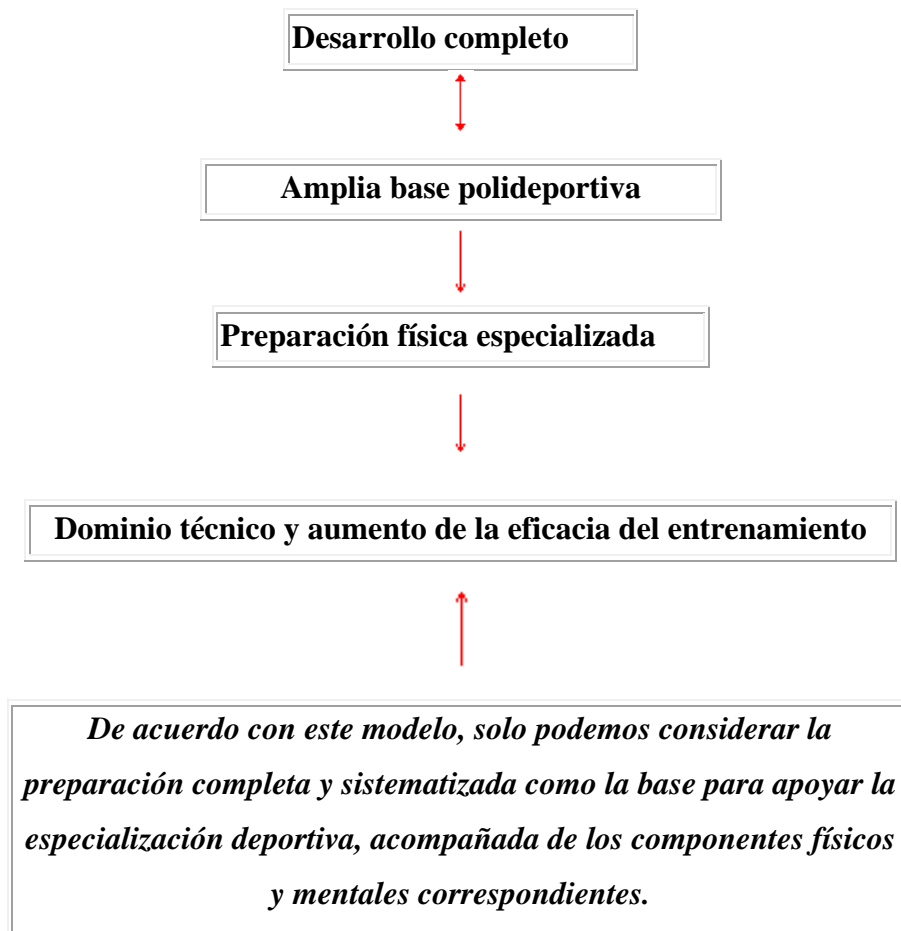 Desarrollo completo
Amplia base polideportiva
Preparación física especializada
Dominio técnico y aumento de la eficacia del entrenamiento
De acuerdo con este modelo, solo podemos considerar la
preparación completa y sistematizada como la base para apoyar la
especialización deportiva, acompañada de los componentes físicos
y mentales correspondientes.